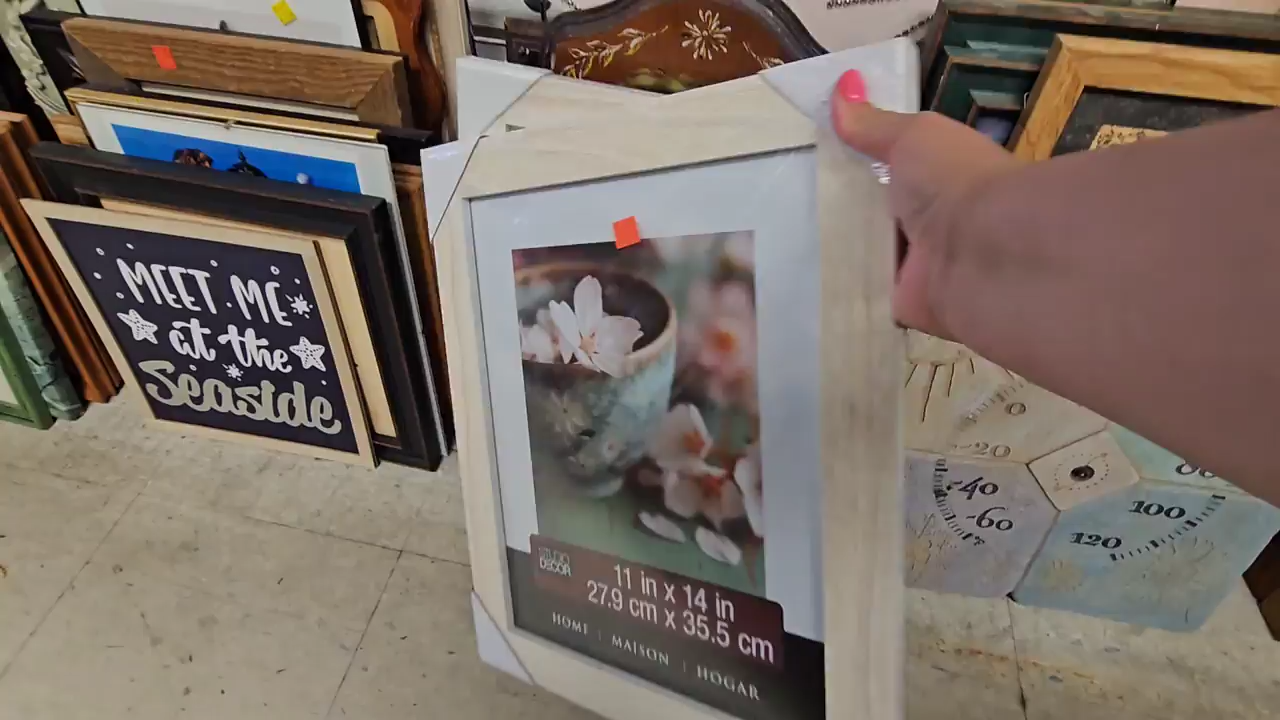 MEET ME
at the
Seaside
STUDIO
DECOR
11 in x 14 in
27.9 cm x 35.5 cm
HOME | MAISON | HOGAR
0
-20
-40
-60
100
120